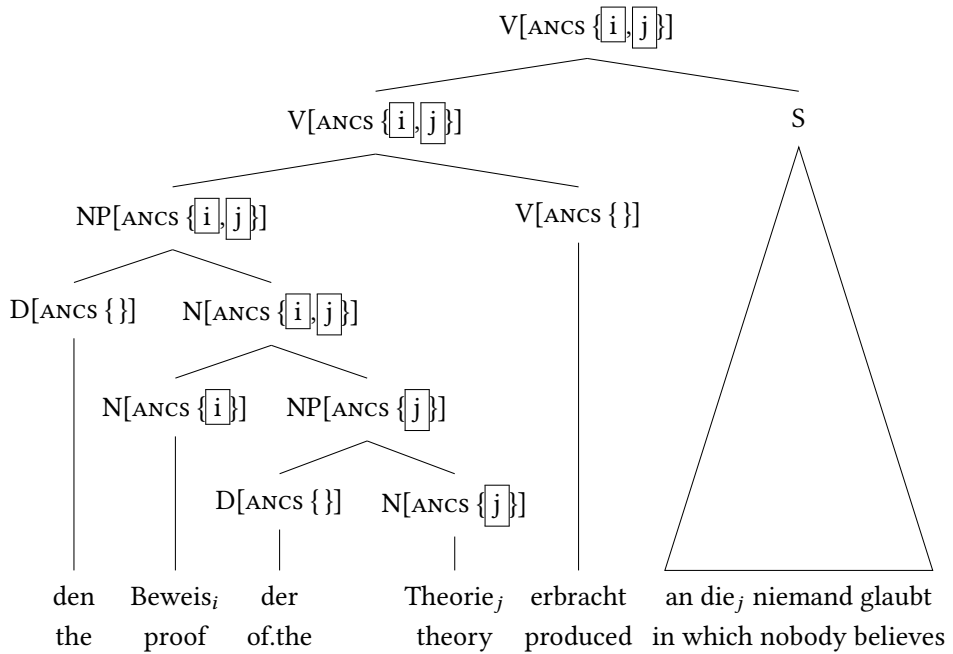 V[ANCS {i,j}]
V[ANCS {i,j}] S
NP[ANCS {i,j}] V[ANCS {}]
D[ANCS {}] N[ANCS {i,j}]
N[ANCS {i}] NP[ANCS {j}]
D[ANCS {}] N[ANCS {j}]
den Beweisᵢ der Theorieⱼ erbracht an dieⱼ niemand glaubt
the proof of.the theory produced in which nobody believes